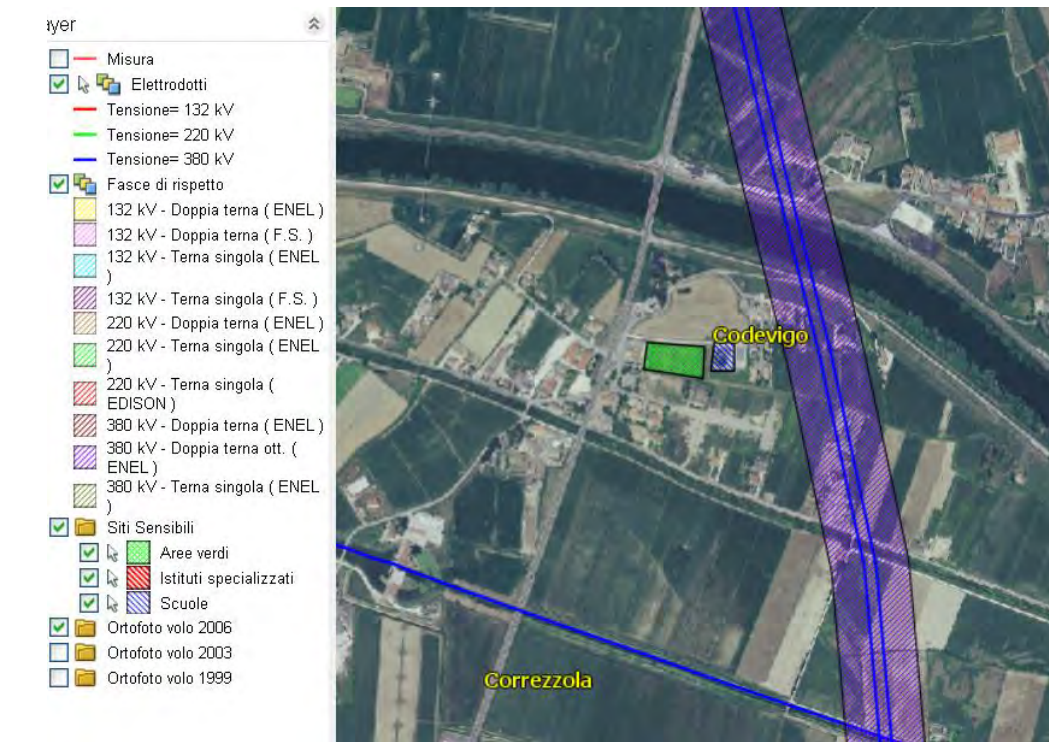 ayer
Misura
Elettrodotti
Tensione= 132 kV
Tensione= 220 kV
Tensione= 380 kV
Fasce di rispetto
132 kV - Doppia terna ( ENEL )
132 kV - Doppia terna ( F.S. )
132 kV - Terna singola ( ENEL
)
132 kV - Terna singola ( F.S. )
220 kV - Doppia terna ( ENEL )
220 kV - Terna singola ( ENEL
)
220 kV - Terna singola (
EDISON )
380 kV - Doppia terna ( ENEL )
380 kV - Doppia terna ott. (
ENEL )
380 kV - Terna singola ( ENEL
)
Siti Sensibili
Aree verdi
Istituti specializzati
Scuole
Ortofoto volo 2006
Ortofoto volo 2003
Ortofoto volo 1999
Codevigo
Correzzola